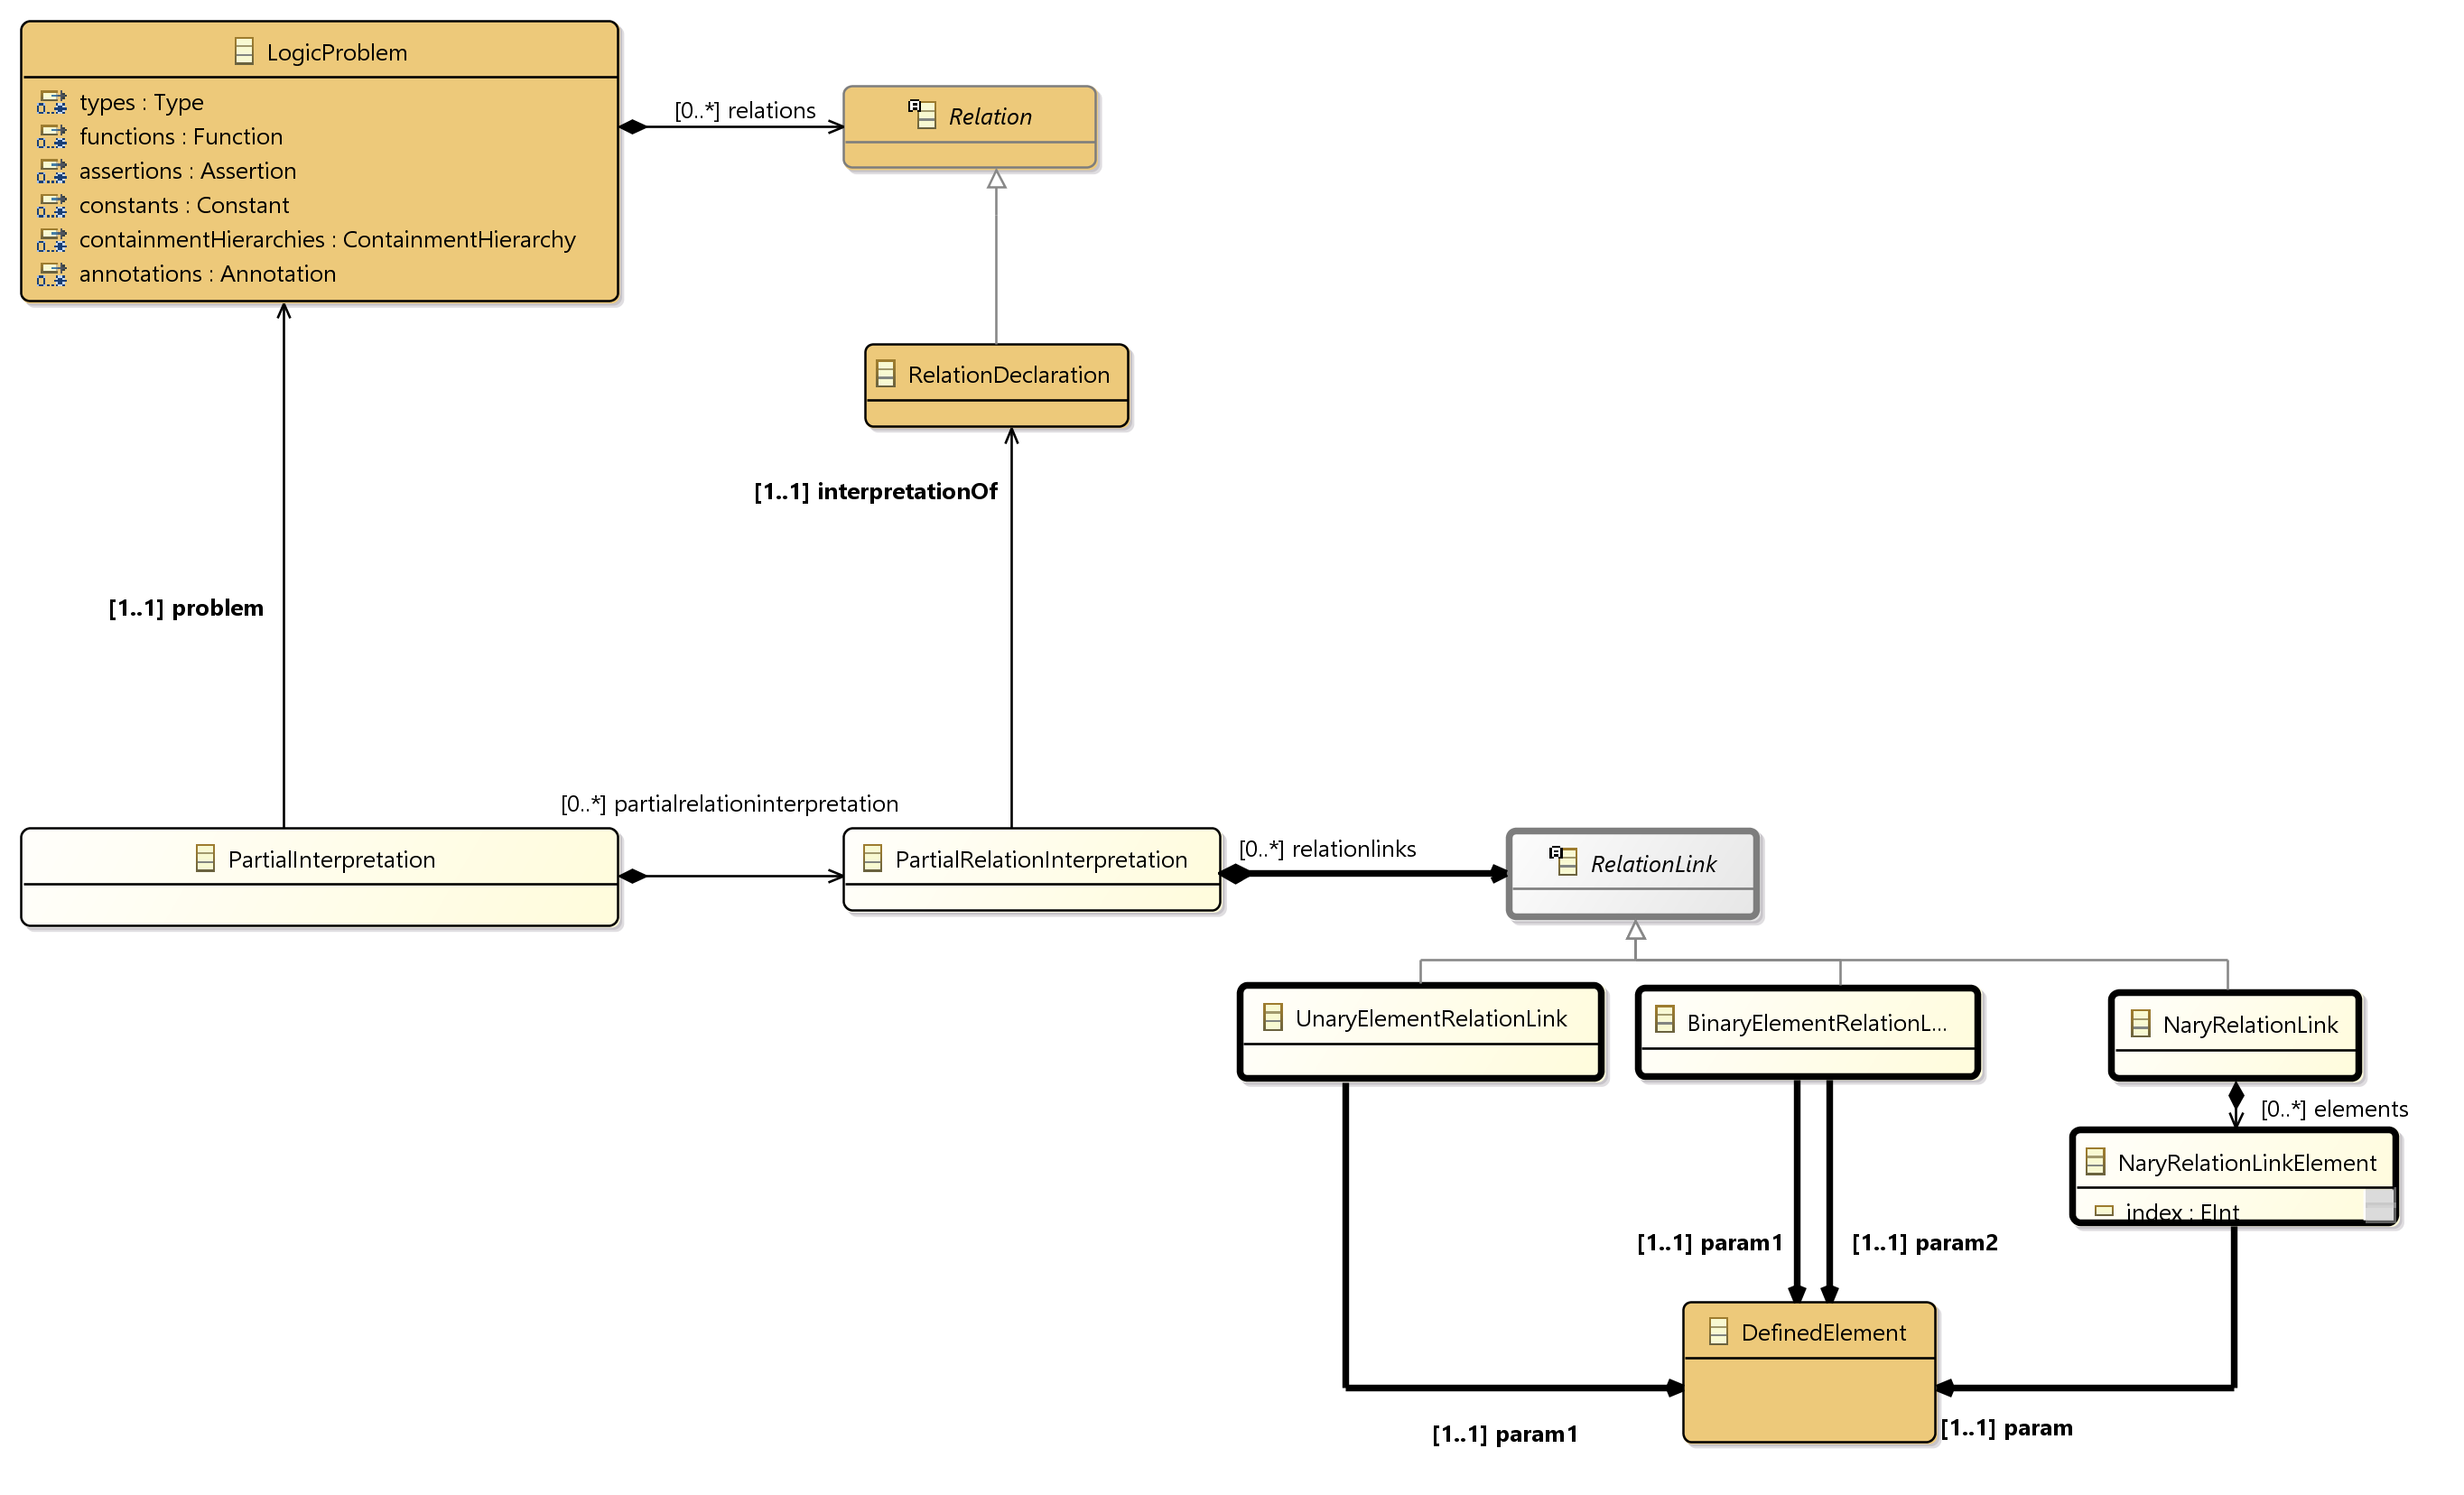 LogicProblem
types : Type
functions : Function
assertions : Assertion
constants : Constant
containmentHierarchies : ContainmentHierarchy
annotations : Annotation
[0..*] relations
Relation
RelationDeclaration
[1..1] interpretationOf
[1..1] problem
[0..*] partialrelationinterpretation
PartialInterpretation
PartialRelationInterpretation
[0..*] relationlinks
RelationLink
UnaryElementRelationLink
BinaryElementRelationL...
NaryRelationLink
[0..*] elements
NaryRelationLinkElement
index : EInt
[1..1] param1
[1..1] param2
DefinedElement
[1..1] param1
[1..1] param